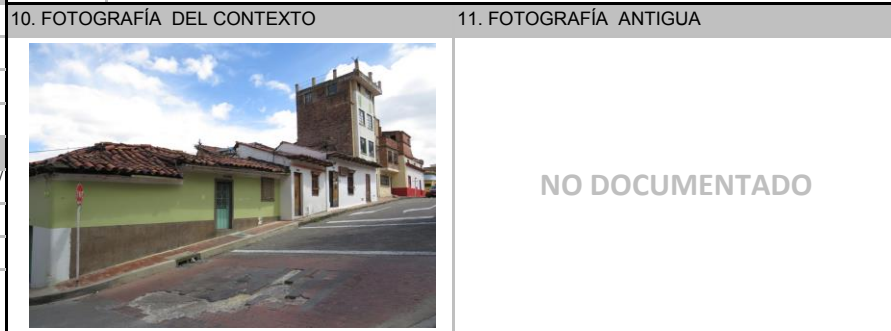 10. FOTOGRAFÍA DEL CONTEXTO
11. FOTOGRAFÍA ANTIGUA
NO DOCUMENTADO